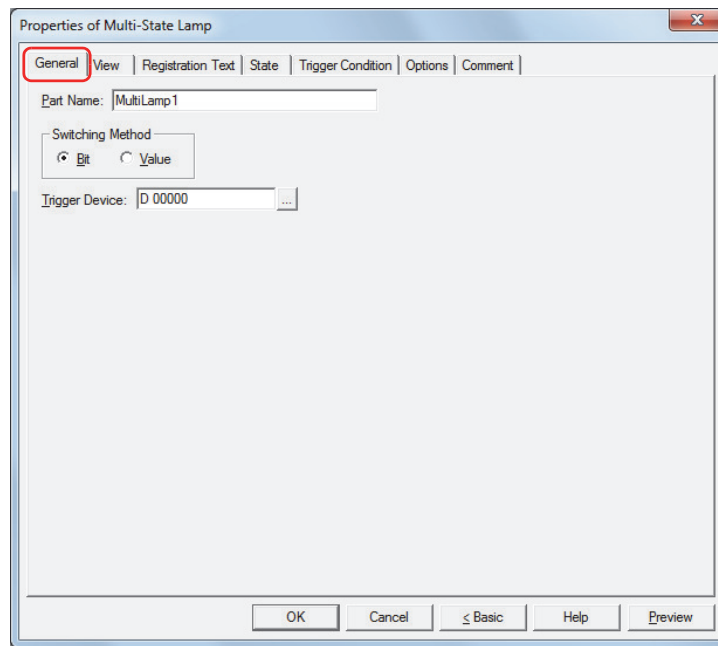 Properties of Multi-State Lamp
General View Registration Text State Trigger Condition Options Comment
Part Name: MultiLamp1
Switching Method
Bit Value
Trigger Device: D 00000 ...
OK Cancel < Basic Help Preview